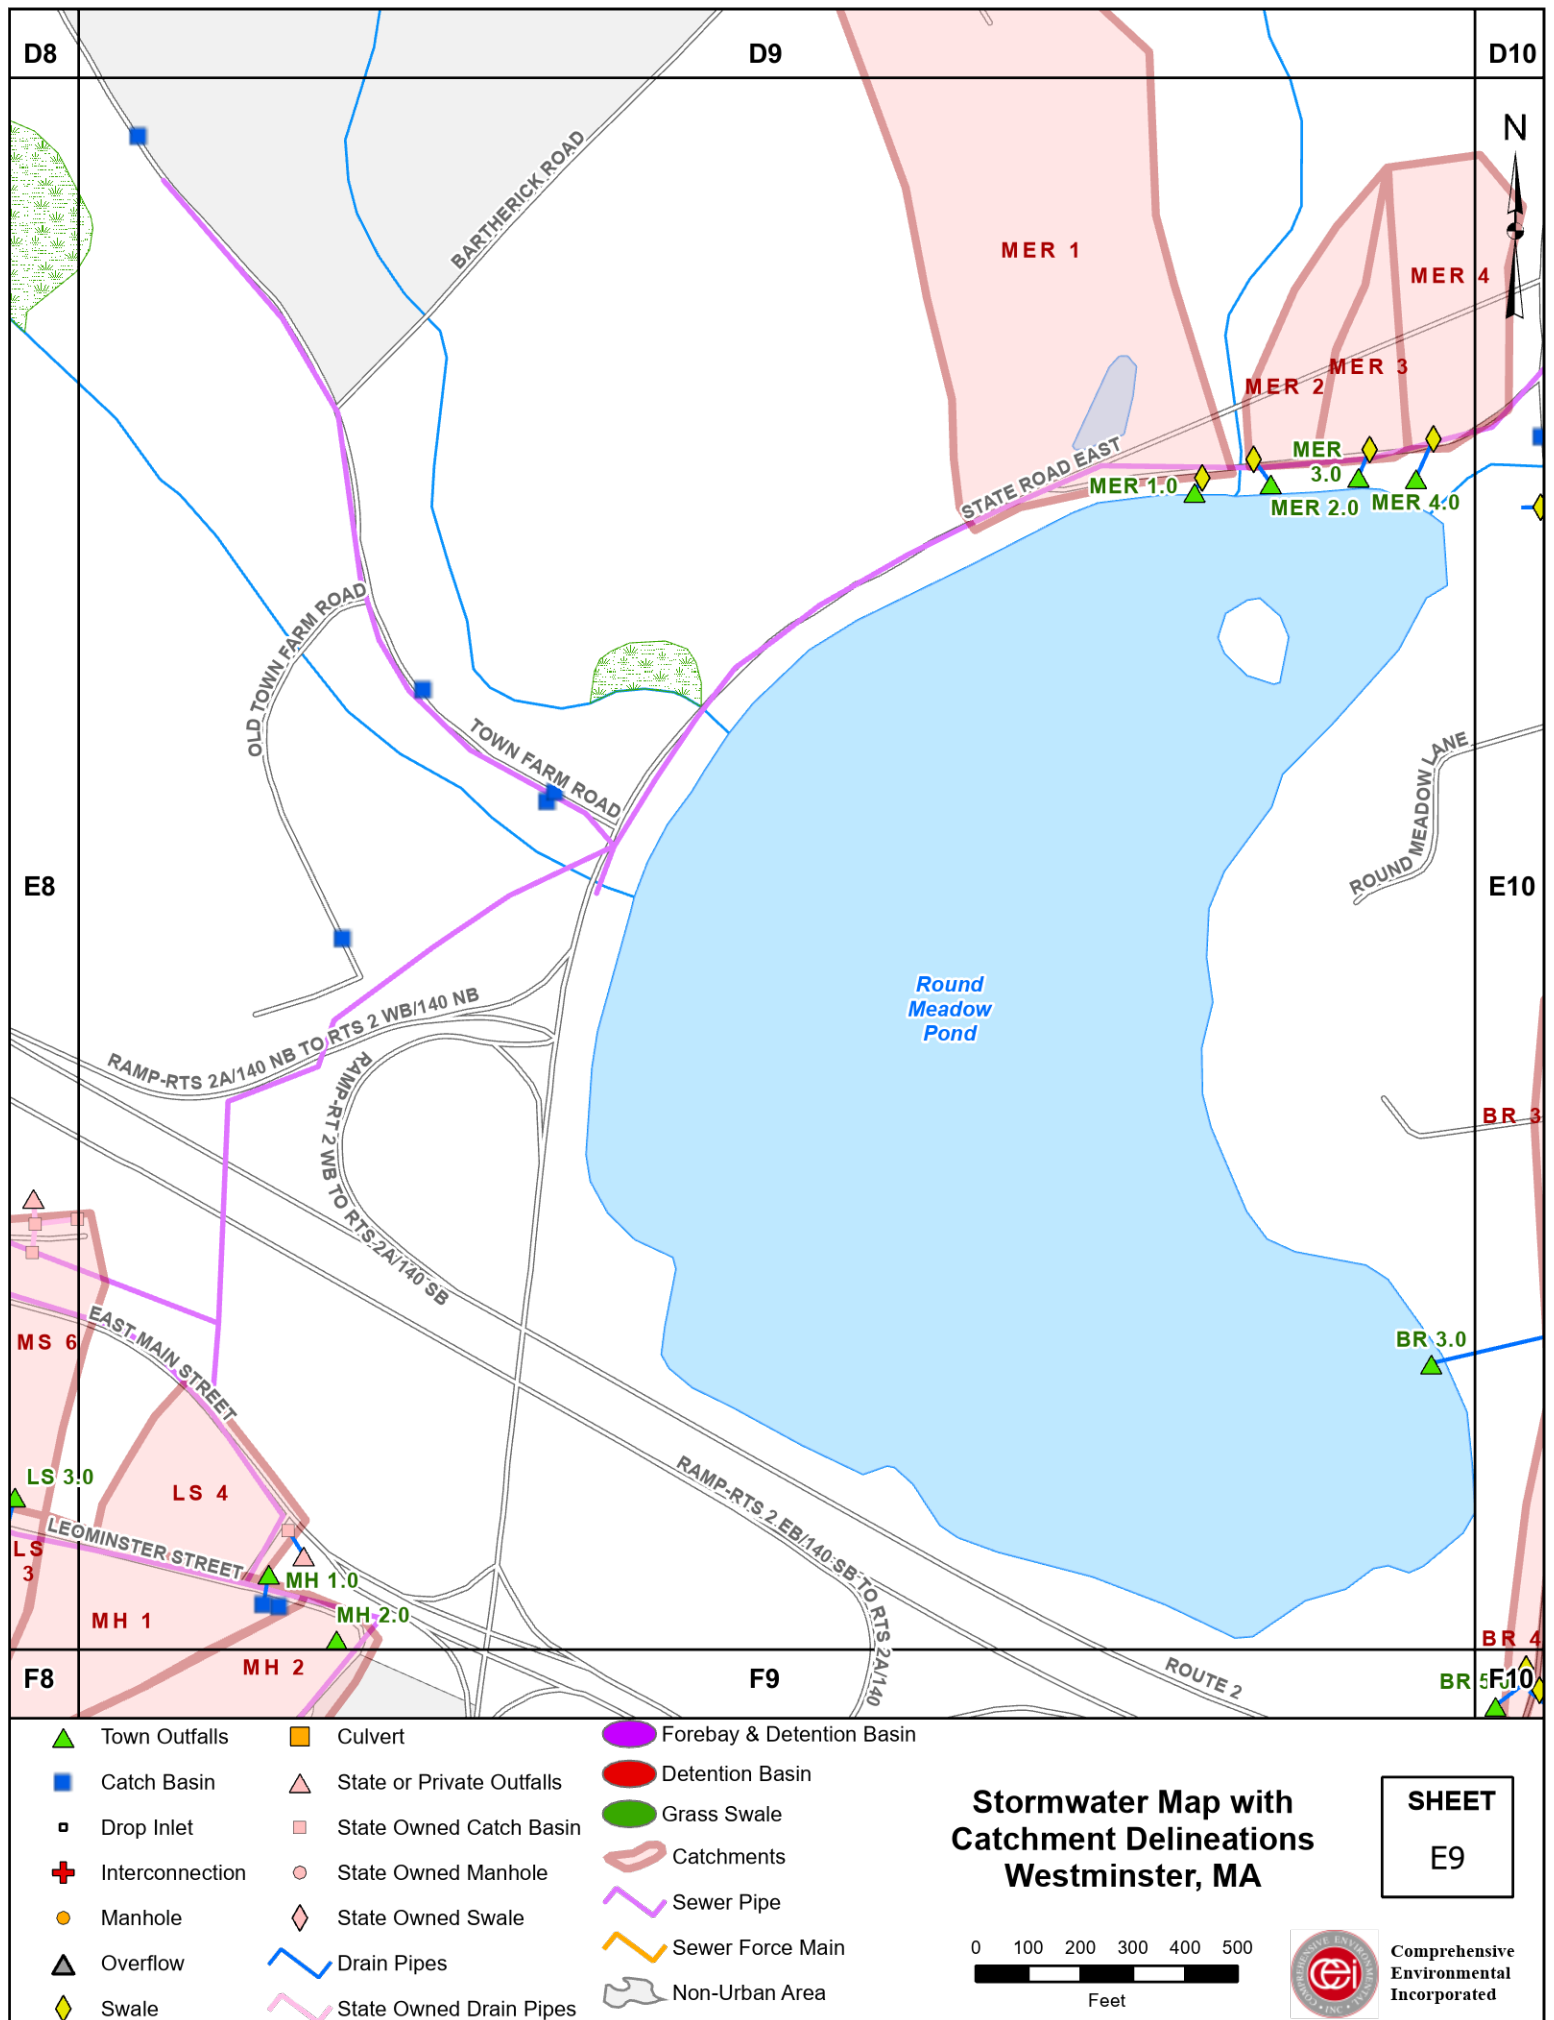 D8
D9
D10
N
BARTHERICK ROAD
MER 1
MER 4
MER 3
MER 2
STATE ROAD EAST
MER
3.0
MER 1.0
MER 2.0
MER 4.0
OLD TOWN FARM ROAD
TOWN FARM ROAD
ROUND MEADOW LANE
E8
E10
Round
Meadow
Pond
RAMP-RTS 2A/140 NB TO RTS 2 WB/140 NB
RAMP-RT 2 WB TO RTS 2A/140 SB
BR 3
EAST MAIN STREET
MS 6
BR 3.0
LS 3.0
LS 4
RAMP-RTS 2 EB/140 SB TO RTS 2A/140
LEOMINSTER STREET
LS
3
MH 1.0
MH 1
MH 2.0
BR 4
MH 2
ROUTE 2
F8
F9
BR 5.0
F10
Town Outfalls
Catch Basin
Drop Inlet
Interconnection
Manhole
Overflow
Swale
Culvert
State or Private Outfalls
State Owned Catch Basin
State Owned Manhole
State Owned Swale
Drain Pipes
State Owned Drain Pipes
Forebay & Detention Basin
Detention Basin
Grass Swale
Catchments
Sewer Pipe
Sewer Force Main
Non-Urban Area
Stormwater Map with
Catchment Delineations
Westminster, MA
SHEET
E9
0 100 200 300 400 500
Feet
COMPREHENSIVE ENVIRONMENTAL
• INC •
cei
Comprehensive
Environmental
Incorporated